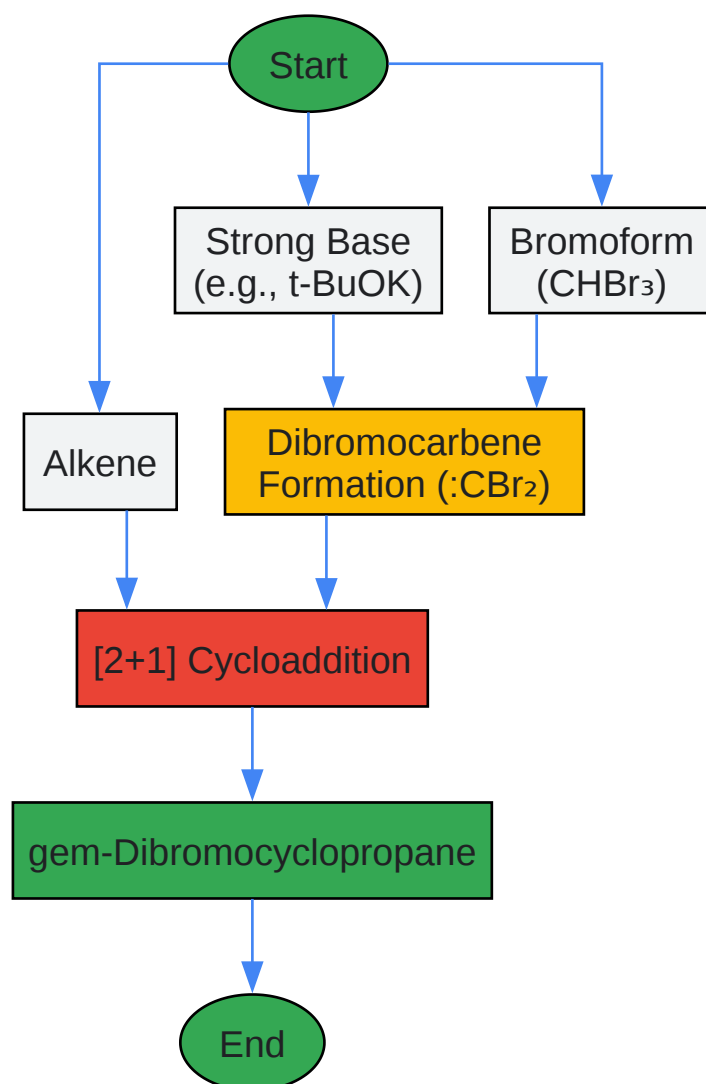 Start
Strong Base
(e.g., t-BuOK)
Bromoform
(CHBr₃)
Alkene
Dibromocarbene
Formation (:CBr₂)
[2+1] Cycloaddition
gem-Dibromocyclopropane
End